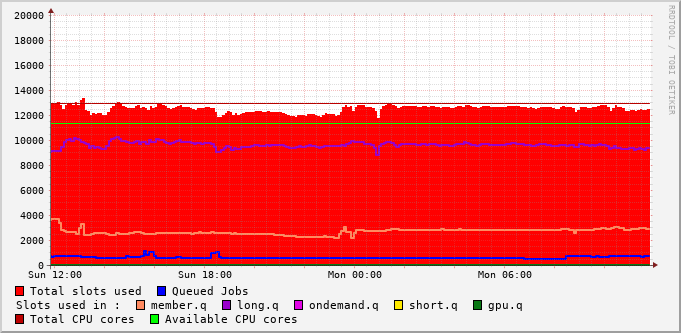 20000
18000
16000
14000
12000
10000
8000
6000
4000
2000
0
Sun 12:00 Sun 18:00 Mon 00:00 Mon 06:00
RRDTOOL / TOBI OETIKER
Total slots used Queued Jobs
Slots used in : member.q long.q ondemand.q short.q gpu.q
Total CPU cores Available CPU cores